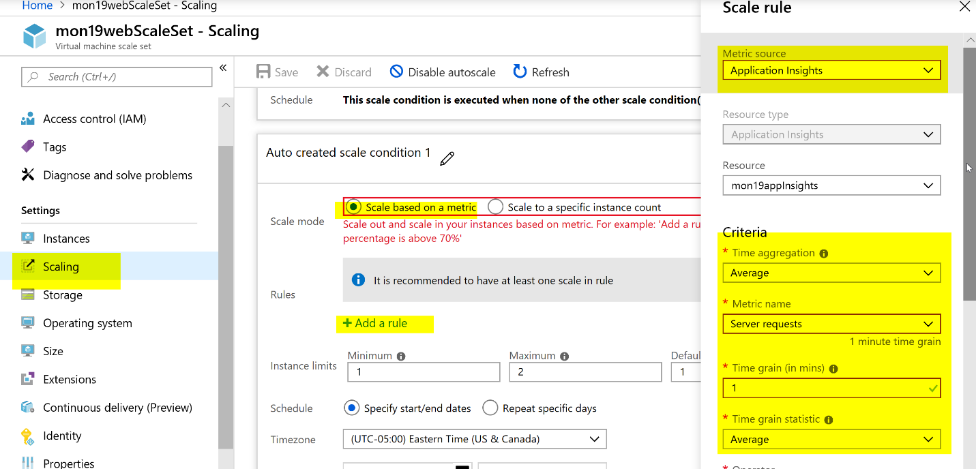 Home > mon19webScaleSet - Scaling
mon19webScaleSet - Scaling
Virtual machine scale set
Search (Ctrl+/)
«
Access control (IAM)
Tags
Diagnose and solve problems
Settings
Instances
Scaling
Storage
Operating system
Size
Extensions
Continuous delivery (Preview)
Identity
Properties
Save Discard Disable autoscale Refresh
Schedule This scale condition is executed when none of the other scale condition(
Auto created scale condition 1
Scale mode
Scale based on a metric Scale to a specific instance count
Scale out and scale in your instances based on metric. For example: 'Add a ru
percentage is above 70%'
Rules
It is recommended to have at least one scale in rule
+ Add a rule
Instance limits
Minimum Maximum Defau
1 2 1
Schedule Specify start/end dates Repeat specific days
Timezone (UTC-05:00) Eastern Time (US & Canada)
Scale rule
Metric source
Application Insights
Resource type
Application Insights
Resource
mon19appInsights
Criteria
* Time aggregation
Average
* Metric name
Server requests
1 minute time grain
* Time grain (in mins)
1
* Time grain statistic
Average
* Operator